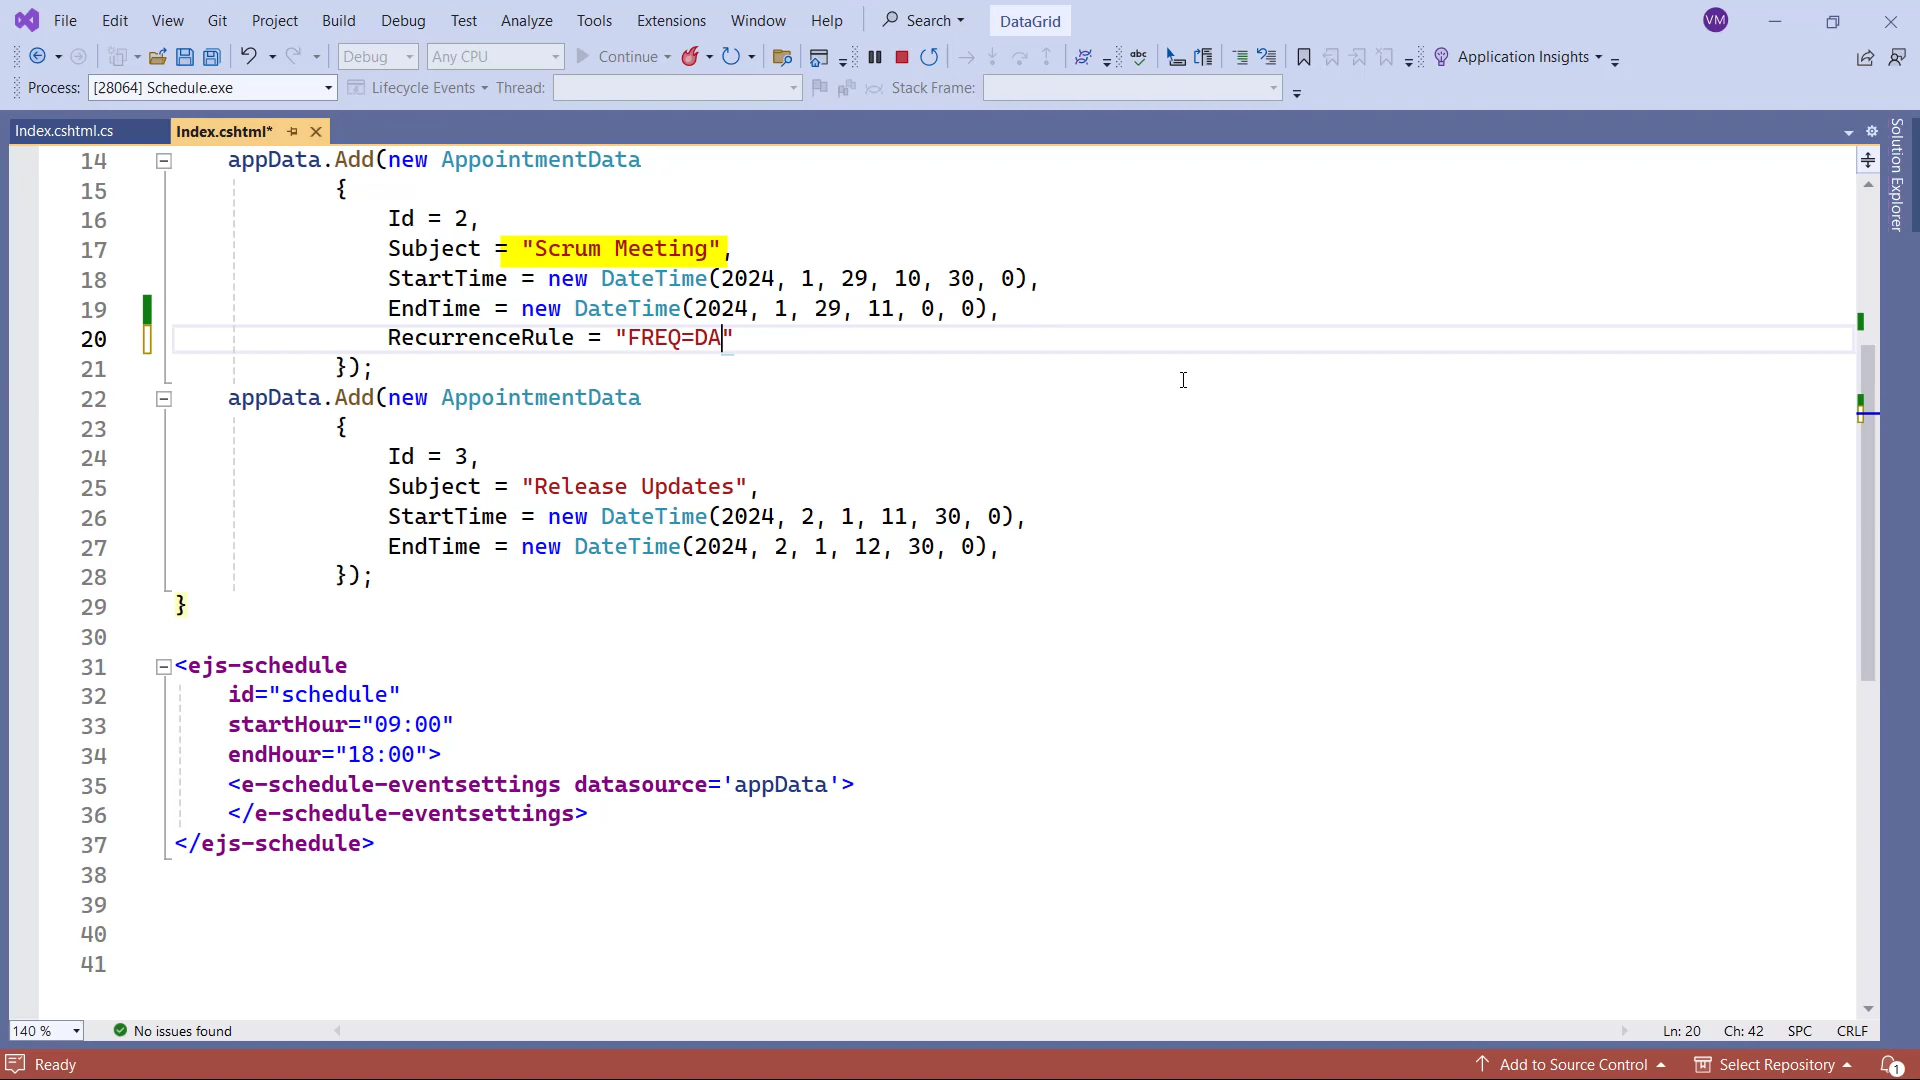 File Edit View Git Project Build Debug Test Analyze Tools Extensions Window Help Search DataGrid VM
Debug Any CPU Continue abc Application Insights
Process: [28064] Schedule.exe Lifecycle Events Thread: Stack Frame:
Index.cshtml.cs Index.cshtml*
Solution Explorer
14 appData.Add(new AppointmentData
15 {
16 Id = 2,
17 Subject = "Scrum Meeting",
18 StartTime = new DateTime(2024, 1, 29, 10, 30, 0),
19 EndTime = new DateTime(2024, 1, 29, 11, 0, 0),
20 RecurrenceRule = "FREQ=DA"
21 });
22 appData.Add(new AppointmentData
23 {
24 Id = 3,
25 Subject = "Release Updates",
26 StartTime = new DateTime(2024, 2, 1, 11, 30, 0),
27 EndTime = new DateTime(2024, 2, 1, 12, 30, 0),
28 });
29 }
30
31 <ejs-schedule
32 id="schedule"
33 startHour="09:00"
34 endHour="18:00">
35 <e-schedule-eventsettings datasource='appData'>
36 </e-schedule-eventsettings>
37 </ejs-schedule>
38
39
40
41
140 % No issues found Ln: 20 Ch: 42 SPC CRLF
Ready Add to Source Control Select Repository 1